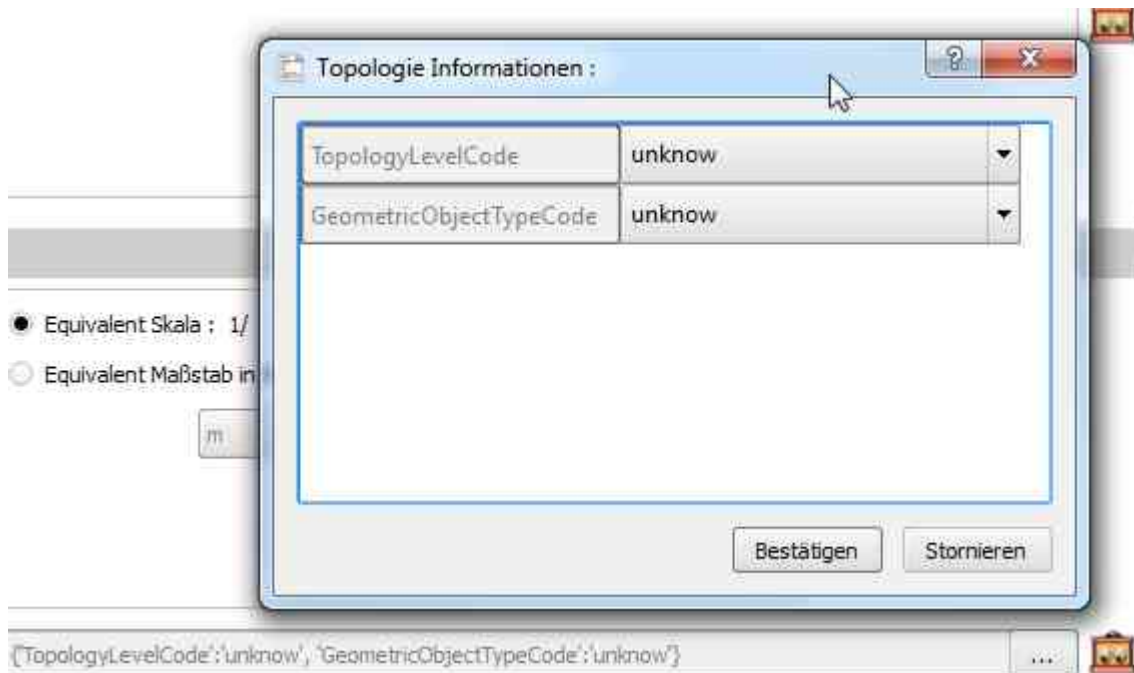 Topologie Informationen :
TopologyLevelCode unknow
GeometricObjectTypeCode unknow
Equivalent Skala : 1/
Equivalent Maßstab in
m
Bestätigen Stornieren
{'TopologyLevelCode':'unknow', 'GeometricObjectTypeCode':'unknow'} ...